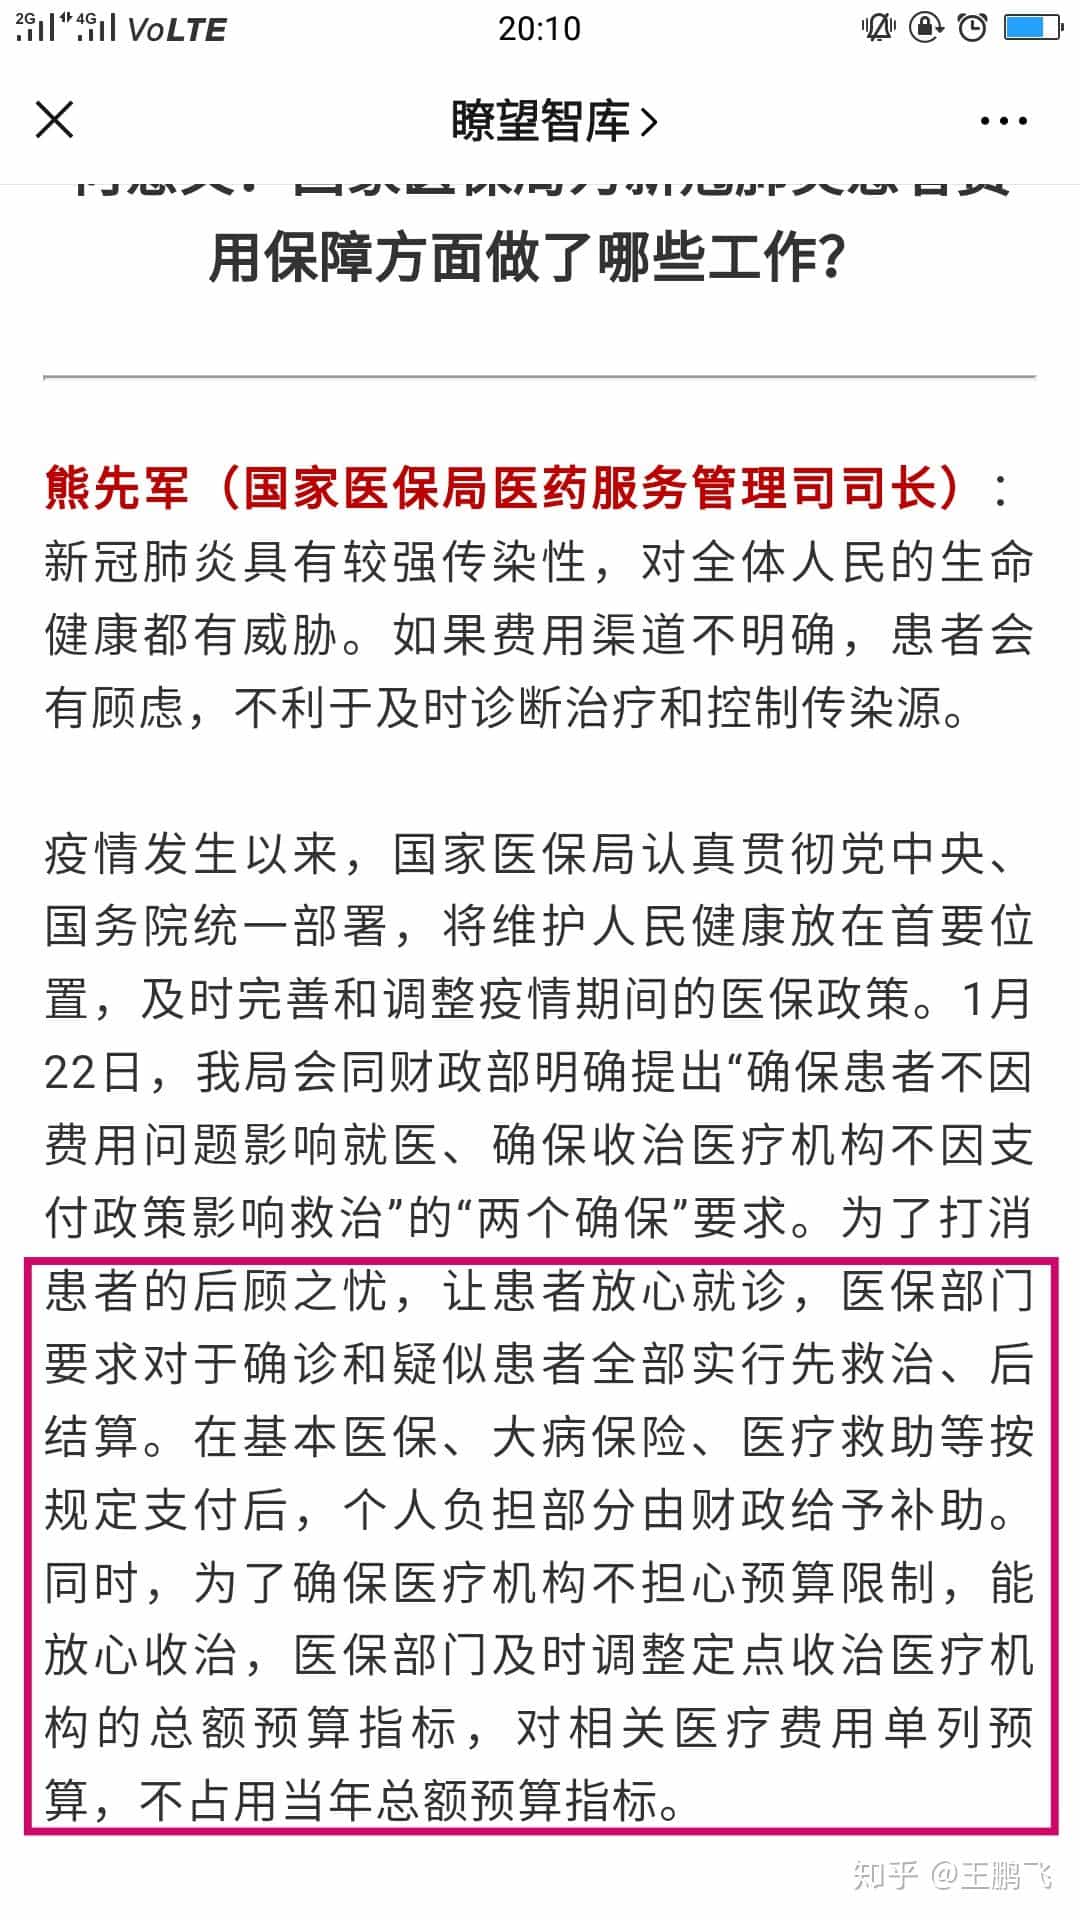 2G 4G VoLTE 20:10
瞭望智库
用保障方面做了哪些工作?
熊先军（国家医保局医药服务管理司司长）：
新冠肺炎具有较强传染性，对全体人民的生命
健康都有威胁。如果费用渠道不明确，患者会
有顾虑，不利于及时诊断治疗和控制传染源。
疫情发生以来，国家医保局认真贯彻党中央、
国务院统一部署，将维护人民健康放在首要位
置，及时完善和调整疫情期间的医保政策。1月
22日，我局会同财政部明确提出“确保患者不因
费用问题影响就医、确保收治医疗机构不因支
付政策影响救治”的“两个确保”要求。为了打消
患者的后顾之忧，让患者放心就诊，医保部门
要求对于确诊和疑似患者全部实行先救治、后
结算。在基本医保、大病保险、医疗救助等按
规定支付后，个人负担部分由财政给予补助。
同时，为了确保医疗机构不担心预算限制，能
放心收治，医保部门及时调整定点收治医疗机
构的总额预算指标，对相关医疗费用单列预
算，不占用当年总额预算指标。
知乎 @王鹏飞